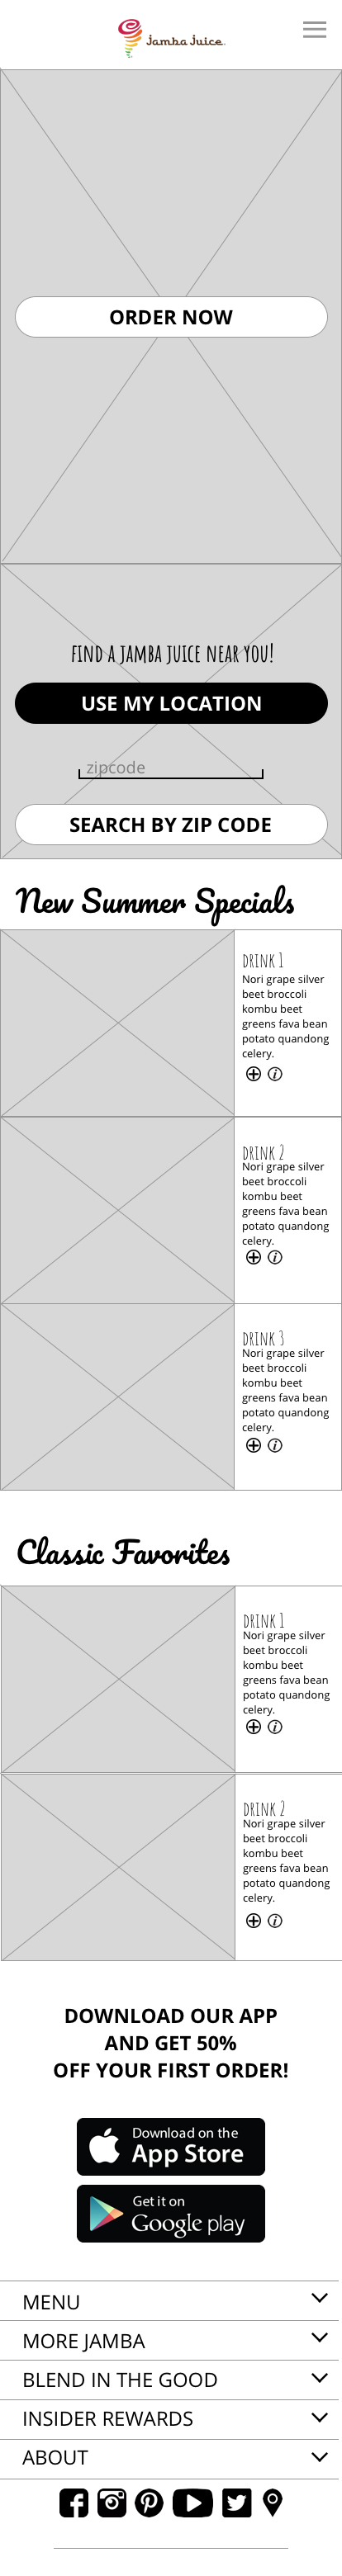 Jamba Juice.
ORDER NOW
FIND A JAMBA JUICE NEAR YOU!
USE MY LOCATION
zipcode
SEARCH BY ZIP CODE
New Summer Specials
DRINK 1
Nori grape silver
beet broccoli
kombu beet
greens fava bean
potato quandong
celery.
DRINK 2
Nori grape silver
beet broccoli
kombu beet
greens fava bean
potato quandong
celery.
DRINK 3
Nori grape silver
beet broccoli
kombu beet
greens fava bean
potato quandong
celery.
Classic Favorites
DRINK 1
Nori grape silver
beet broccoli
kombu beet
greens fava bean
potato quandong
celery.
DRINK 2
Nori grape silver
beet broccoli
kombu beet
greens fava bean
potato quandong
celery.
DOWNLOAD OUR APP
AND GET 50%
OFF YOUR FIRST ORDER!
Download on the
App Store
Get it on
Google play
MENU
MORE JAMBA
BLEND IN THE GOOD
INSIDER REWARDS
ABOUT